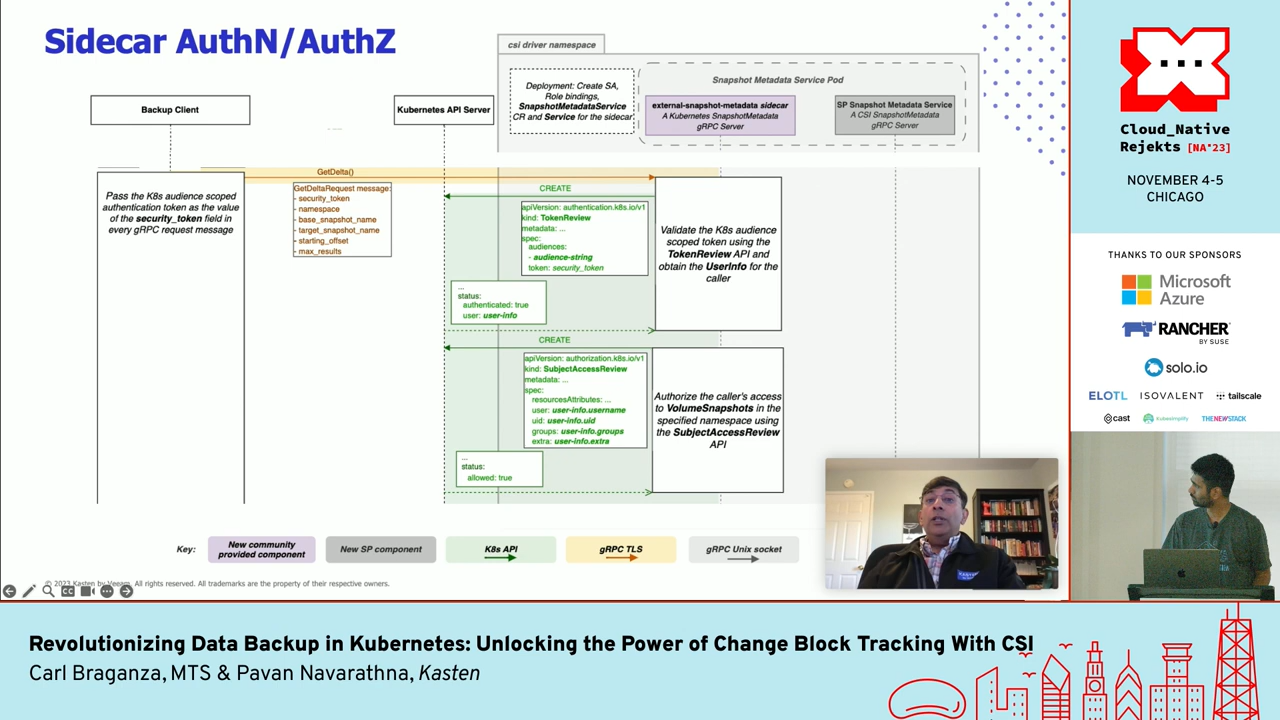 Sidecar AuthN/AuthZ
csi driver namespace
Deployment: Create SA,
Role bindings,
SnapshotMetadataService
CR and Service for the sidecar
Snapshot Metadata Service Pod
external-snapshot-metadata sidecar
A Kubernetes SnapshotMetadata
gRPC Server
SP Snapshot Metadata Service
A CSI SnapshotMetadata
gRPC Server
Backup Client
Kubernetes API Server
GetDelta()
Pass the K8s audience scoped
authentication token as the value
of the security_token field in
every gRPC request message
GetDeltaRequest message:
- security_token
- namespace
- base_snapshot_name
- target_snapshot_name
- starting_offset
- max_results
CREATE
apiVersion: authentication.k8s.io/v1
kind: TokenReview
metadata: ...
spec:
audiences:
- audience-string
token: security_token
Validate the K8s audience
scoped token using the
TokenReview API and
obtain the UserInfo for the
caller
...
status:
authenticated: true
user: user-info
CREATE
apiVersion: authorization.k8s.io/v1
kind: SubjectAccessReview
metadata: ...
spec:
resourcesAttributes: ...
user: user-info.username
uid: user-info.uid
groups: user-info.groups
extra: user-info.extra
Authorize the caller's access
to VolumeSnapshots in the
specified namespace using
the SubjectAccessReview
API
...
status:
allowed: true
Key:
New community
provided component
New SP component
K8s API
gRPC TLS
gRPC Unix socket
© 2023 Kasten by Veeam. All rights reserved. All trademarks are the property of their respective owners.
Cloud_Native
Rejekts [NA'23]
NOVEMBER 4-5
CHICAGO
THANKS TO OUR SPONSORS
Microsoft
Azure
RANCHER
BY SUSE
solo.io
ELOTL ISOVALENT tailscale
cast kubesimplify THENEWSTACK
Revolutionizing Data Backup in Kubernetes: Unlocking the Power of Change Block Tracking With CSI
Carl Braganza, MTS & Pavan Navarathna, Kasten